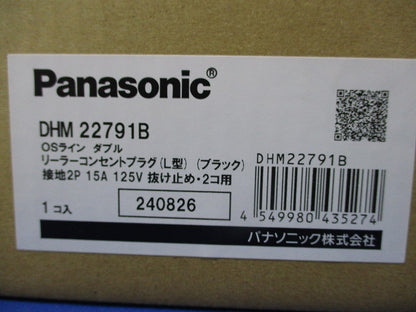 Panasonic®
DHM 22791B
OSライン ダブル
リーラーコンセントプラグ(L型) (ブラック)
接地2P 15A 125V 抜け止め・2コ用
DHM22791B
1コ入
240826
4 549980 435274
パナソニック株式会社